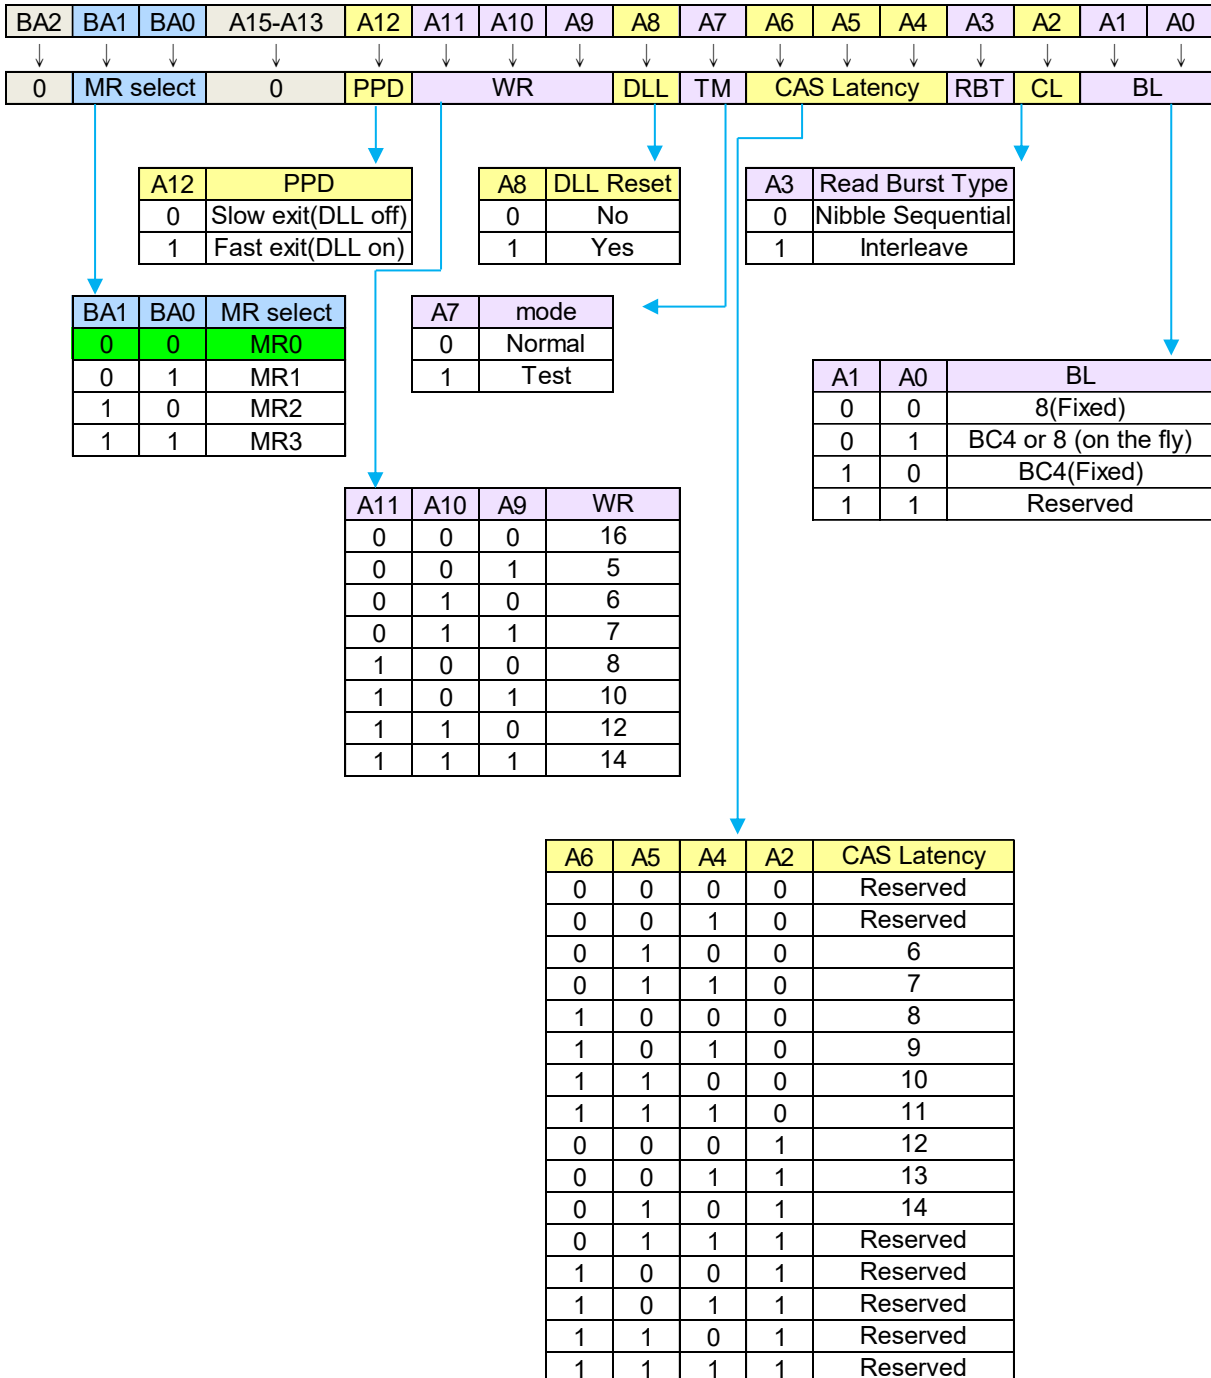 BA2 BA1 BA0 A15-A13 A12 A11 A10 A9 A8 A7 A6 A5 A4 A3 A2 A1 A0
↓ ↓ ↓ ↓ ↓ ↓ ↓ ↓ ↓ ↓ ↓ ↓ ↓ ↓ ↓ ↓ ↓
0 MR select 0 PPD WR DLL TM CAS Latency RBT CL BL
A12 PPD
0 Slow exit(DLL off)
1 Fast exit(DLL on)
A8 DLL Reset
0 No
1 Yes
A3 Read Burst Type
0 Nibble Sequential
1 Interleave
BA1 BA0 MR select
0 0 MR0
0 1 MR1
1 0 MR2
1 1 MR3
A7 mode
0 Normal
1 Test
A1 A0 BL
0 0 8(Fixed)
0 1 BC4 or 8 (on the fly)
1 0 BC4(Fixed)
1 1 Reserved
A11 A10 A9 WR
0 0 0 16
0 0 1 5
0 1 0 6
0 1 1 7
1 0 0 8
1 0 1 10
1 1 0 12
1 1 1 14
A6 A5 A4 A2 CAS Latency
0 0 0 0 Reserved
0 0 1 0 Reserved
0 1 0 0 6
0 1 1 0 7
1 0 0 0 8
1 0 1 0 9
1 1 0 0 10
1 1 1 0 11
0 0 0 1 12
0 0 1 1 13
0 1 0 1 14
0 1 1 1 Reserved
1 0 0 1 Reserved
1 0 1 1 Reserved
1 1 0 1 Reserved
1 1 1 1 Reserved